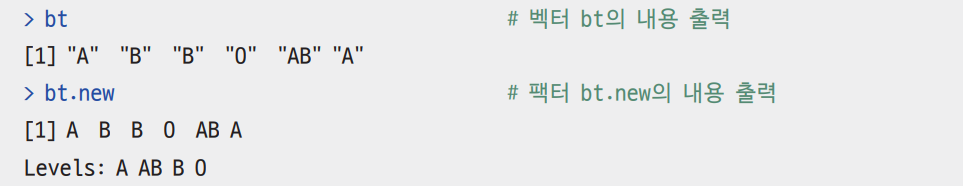 > bt # 벡터 bt의 내용 출력
[1] "A" "B" "B" "O" "AB" "A"
> bt.new # 팩터 bt.new의 내용 출력
[1] A B B O AB A
Levels: A AB B O